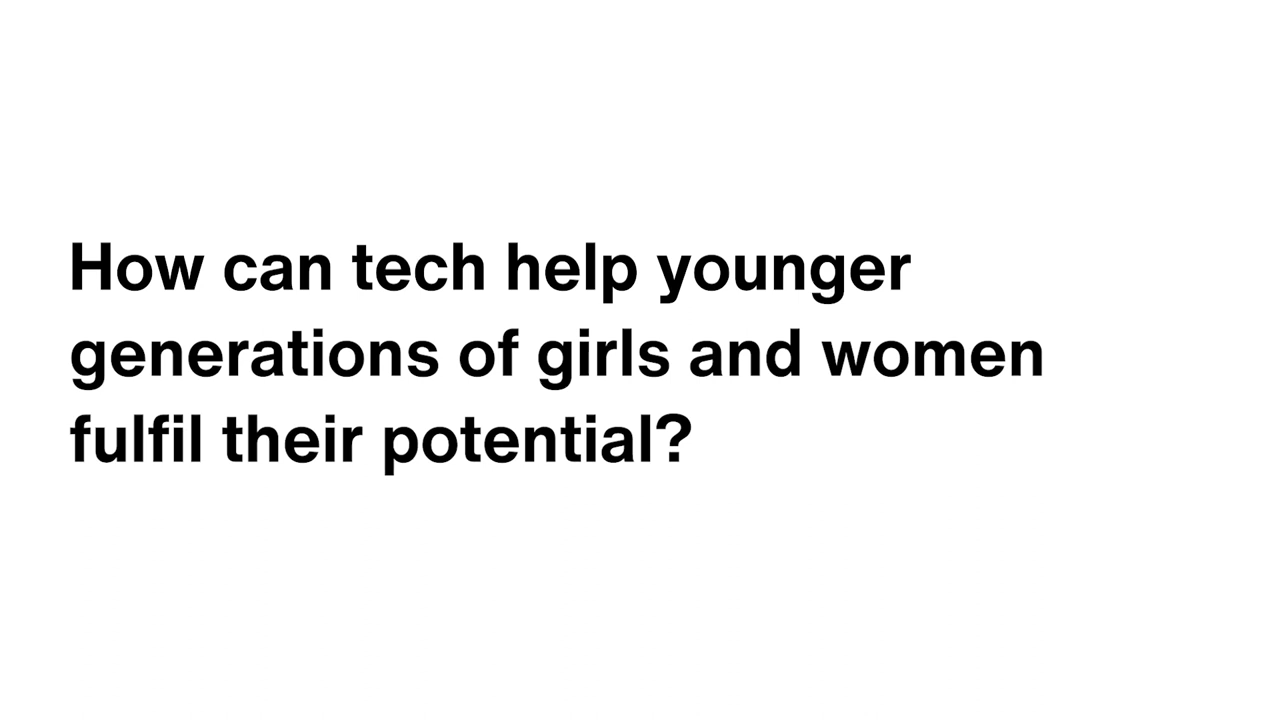 How can tech help younger
generations of girls and women
fulfil their potential?